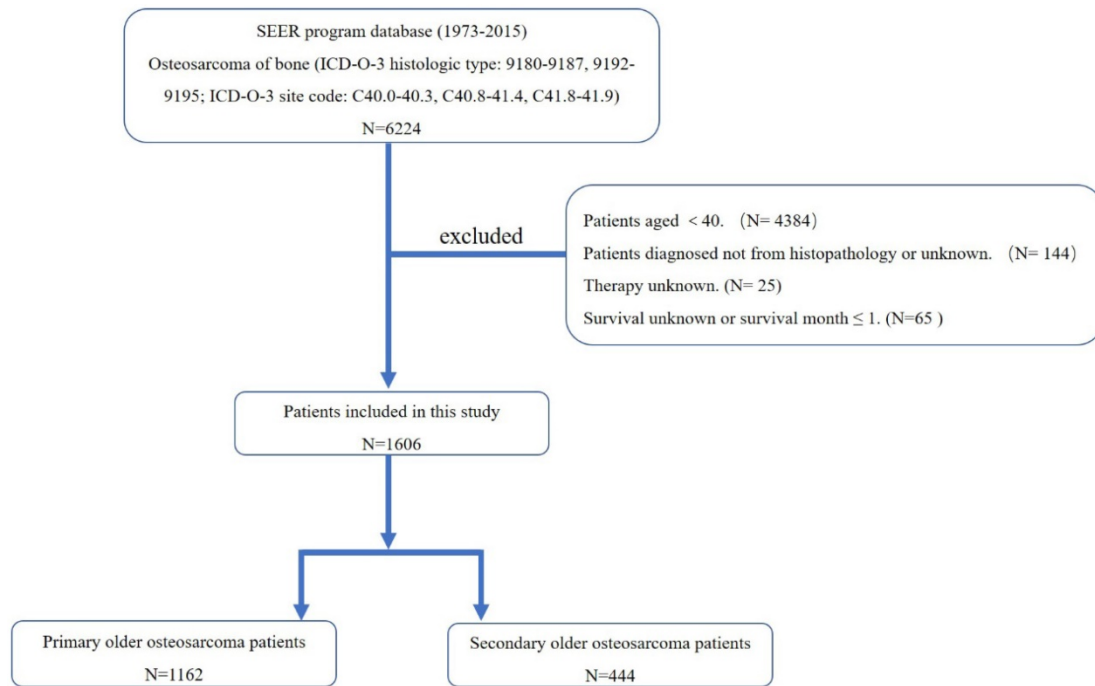 SEER program database (1973-2015)
Osteosarcoma of bone (ICD-O-3 histologic type: 9180-9187, 9192-
9195; ICD-O-3 site code: C40.0-40.3, C40.8-41.4, C41.8-41.9)
N=6224
excluded
Patients aged < 40. (N= 4384)
Patients diagnosed not from histopathology or unknown. (N= 144)
Therapy unknown. (N= 25)
Survival unknown or survival month ≤ 1. (N=65 )
Patients included in this study
N=1606
Primary older osteosarcoma patients
N=1162
Secondary older osteosarcoma patients
N=444